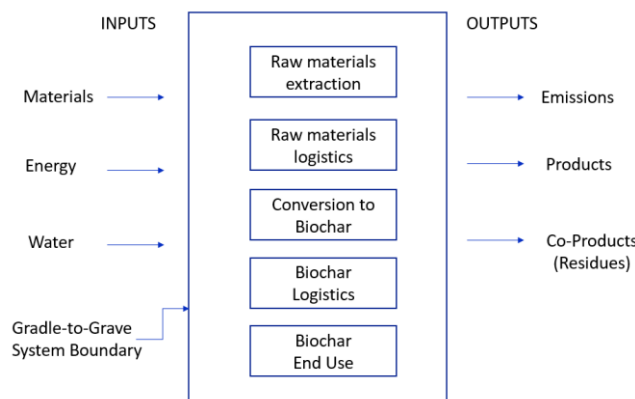 INPUTS
OUTPUTS
Raw materials
extraction
Materials
Emissions
Raw materials
logistics
Energy
Products
Conversion to
Biochar
Water
Co-Products
(Residues)
Biochar
Logistics
Gradle-to-Grave
System Boundary
Biochar
End Use